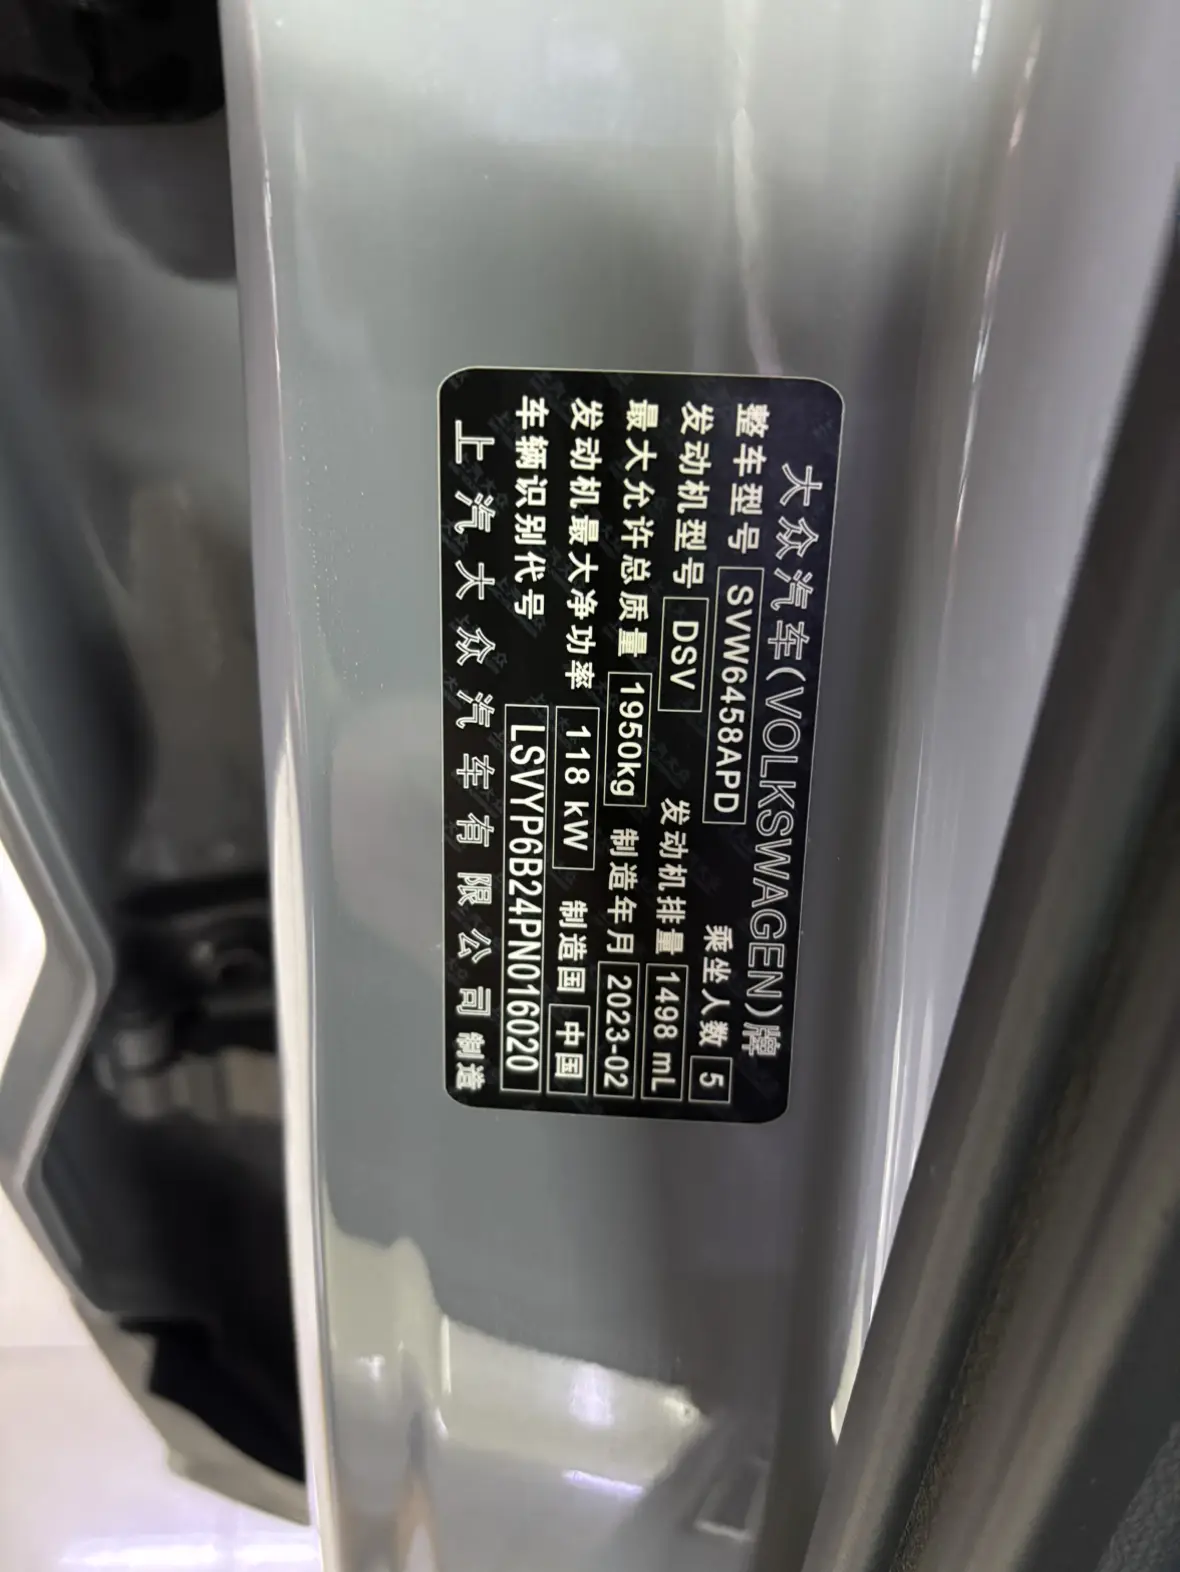 大众汽车(VOLKSWAGEN)牌
整车型号 SVW6458APD 乘坐人数 5
发动机型号 DSV 发动机排量 1498 mL
最大允许总质量 1950kg 制造年月 2023-02
发动机最大净功率 118 kW 制造国 中国
车辆识别代号 LSVYP6B24PN016020
上汽大众汽车有限公司 制造